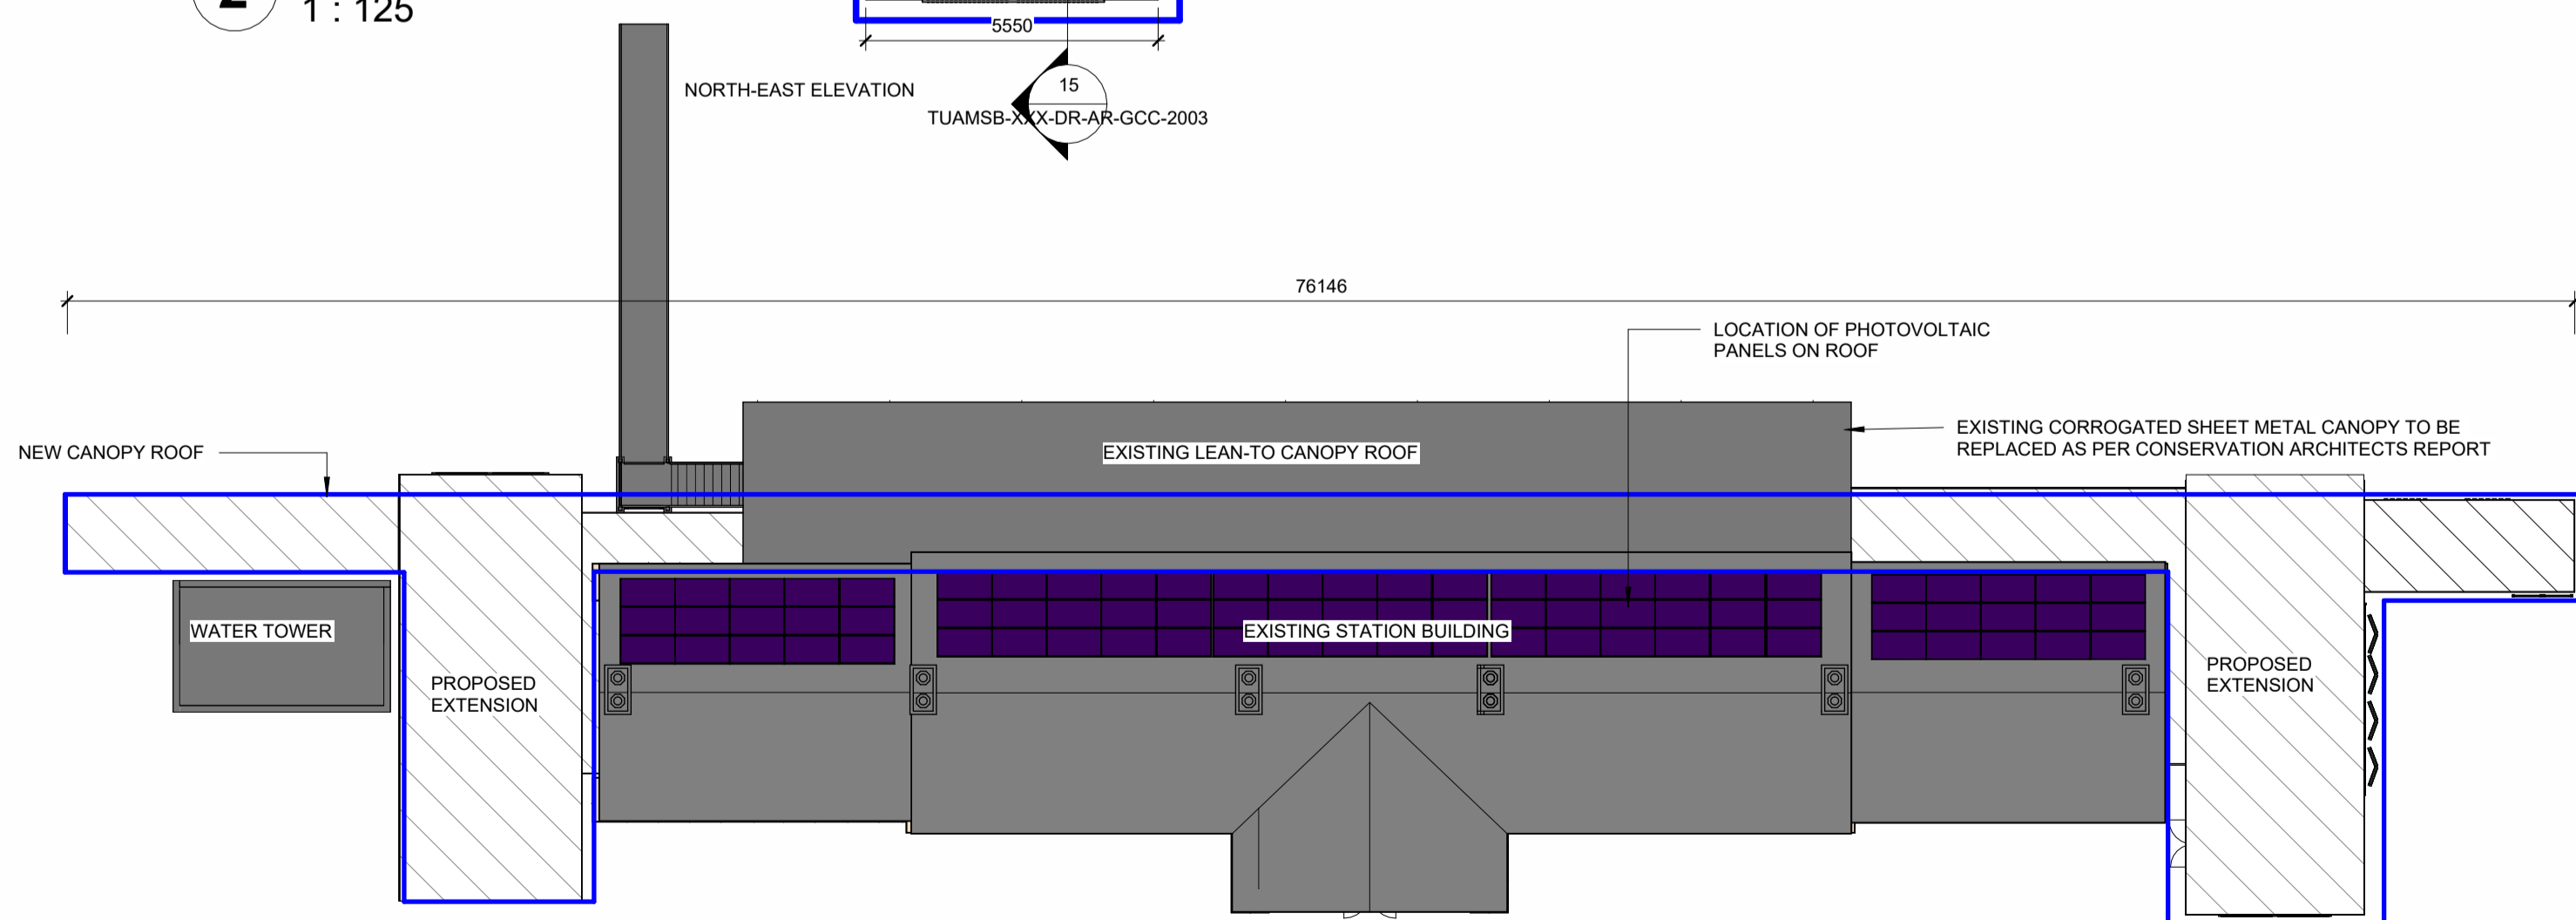 2
1 : 125
5550
NORTH-EAST ELEVATION
15
TUAMSB-XXX-DR-AR-GCC-2003
76146
LOCATION OF PHOTOVOLTAIC
PANELS ON ROOF
NEW CANOPY ROOF
EXISTING LEAN-TO CANOPY ROOF
EXISTING CORROGATED SHEET METAL CANOPY TO BE
REPLACED AS PER CONSERVATION ARCHITECTS REPORT
WATER TOWER
EXISTING STATION BUILDING
PROPOSED
EXTENSION
PROPOSED
EXTENSION